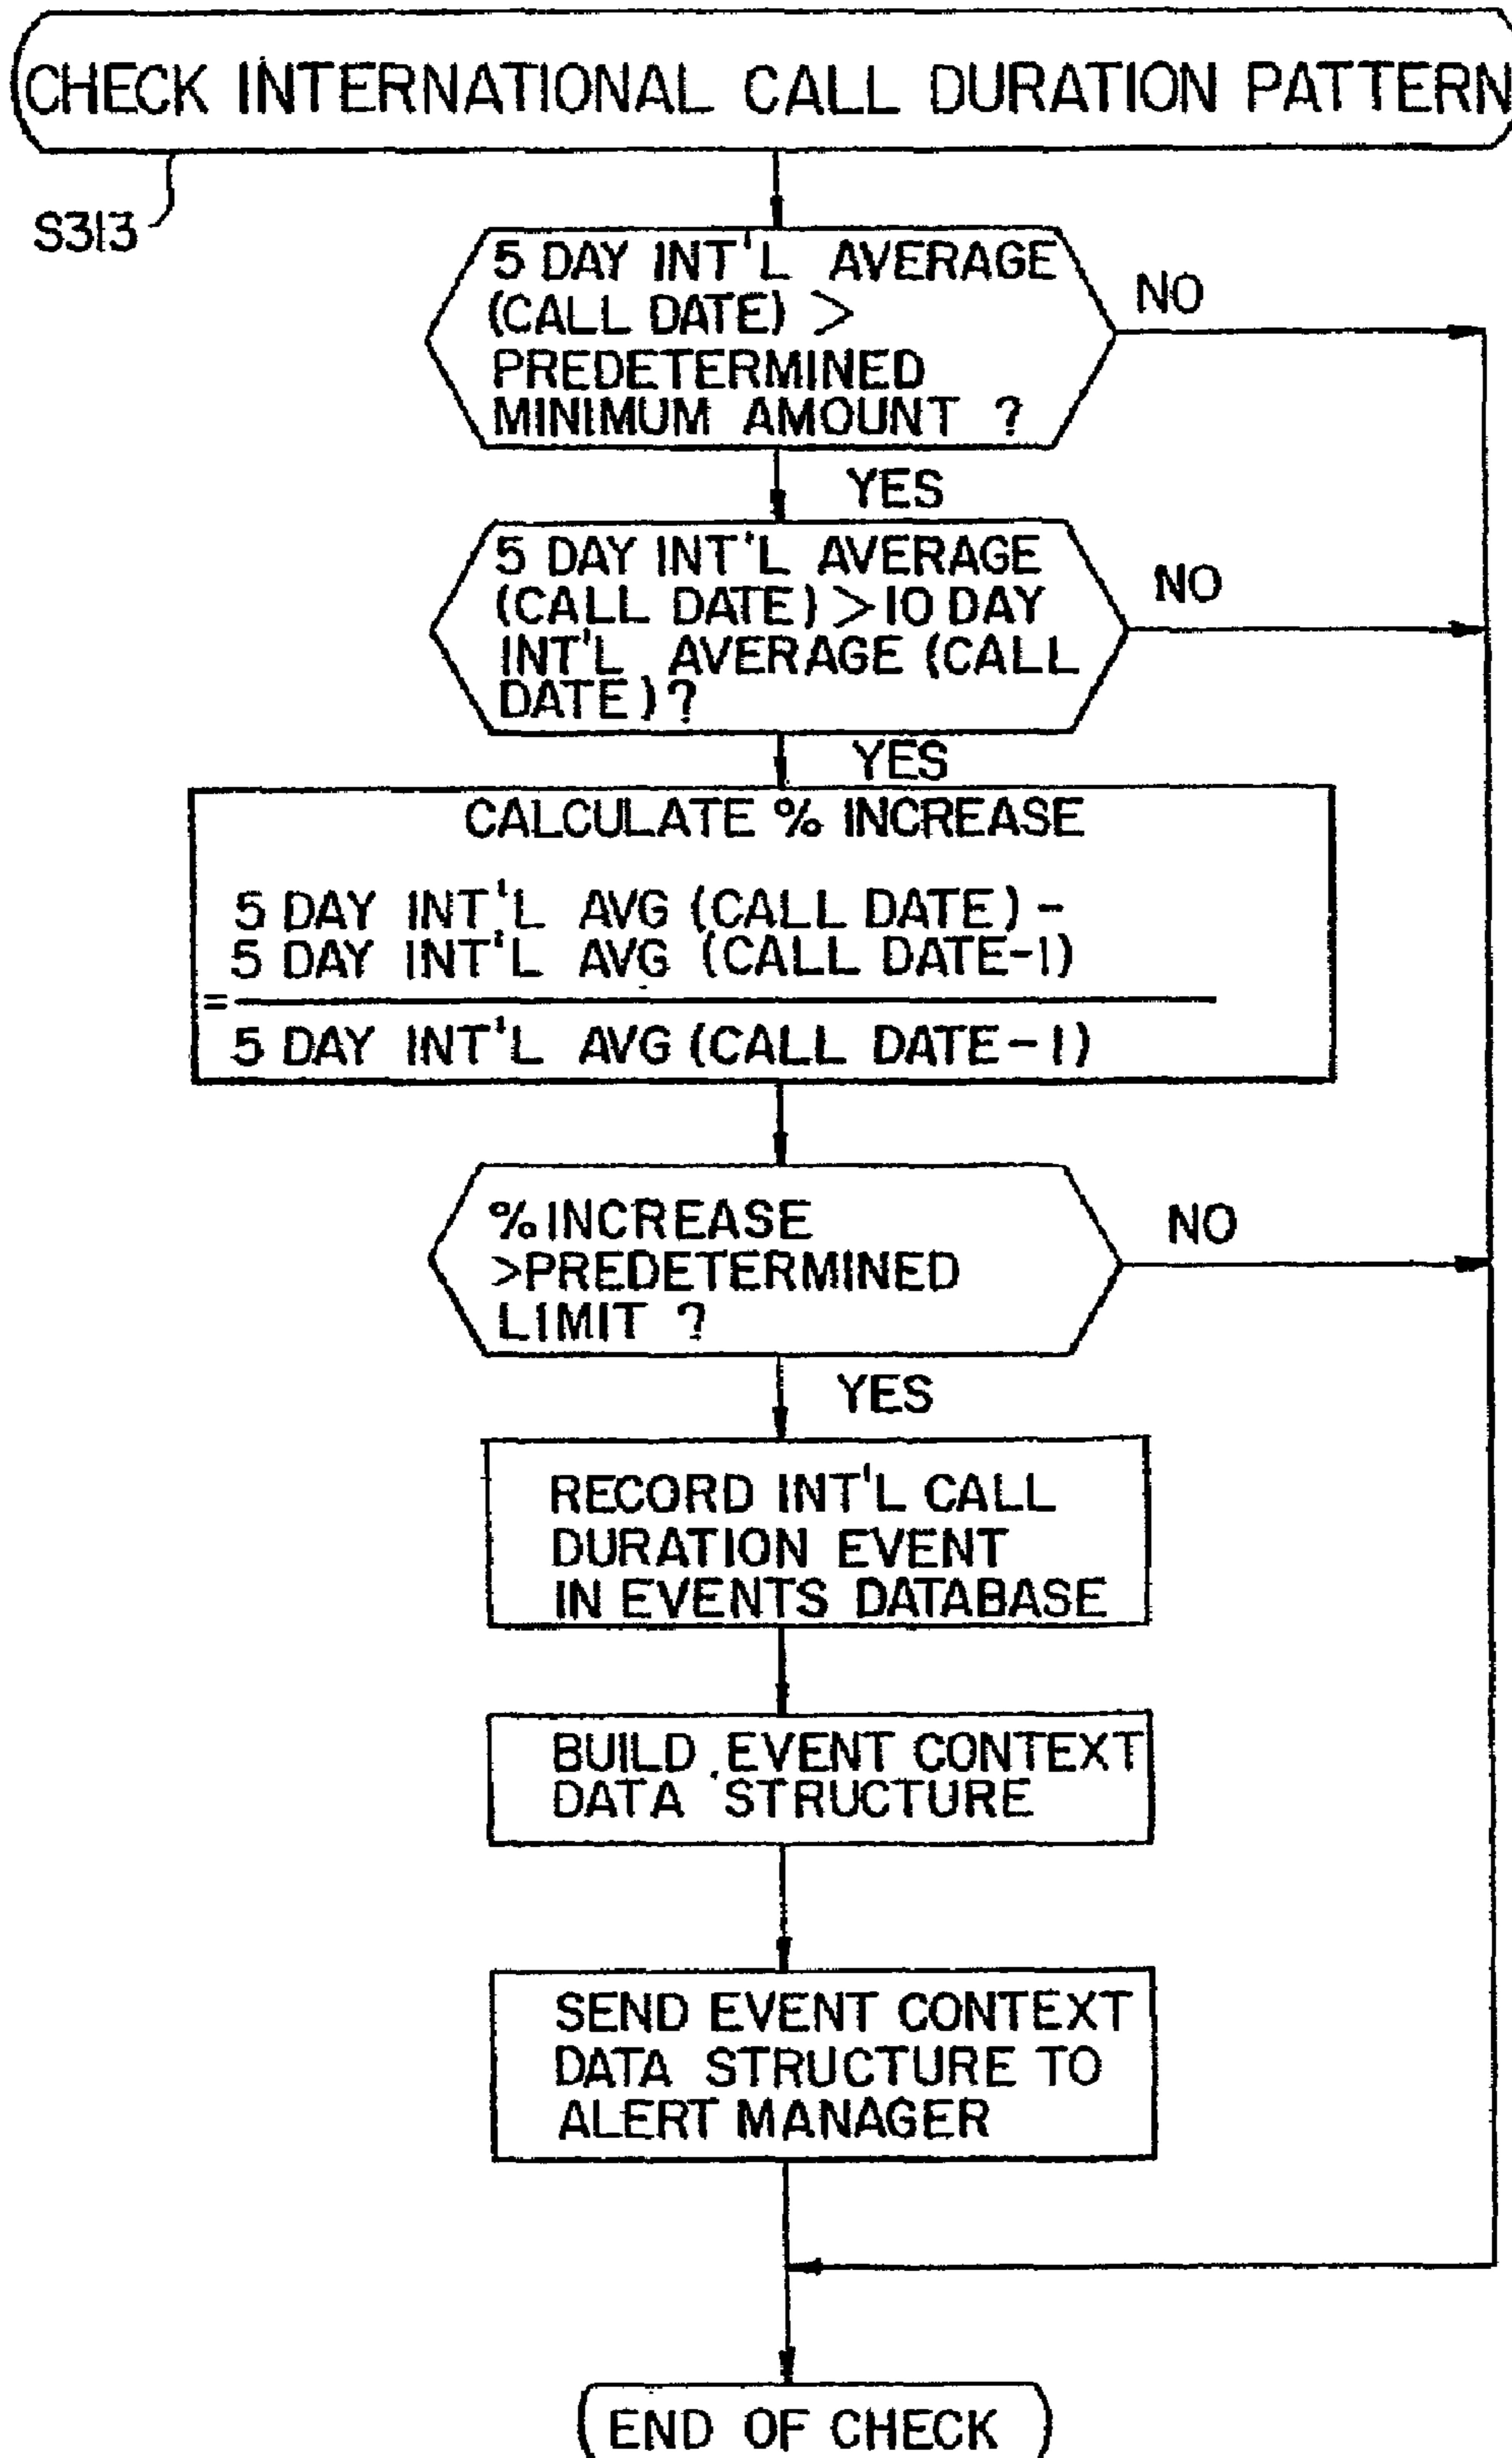 CHECK INTERNATIONAL CALL DURATION PATTERN
S313
5 DAY INT'L AVERAGE
(CALL DATE) >
PREDETERMINED
MINIMUM AMOUNT ?
NO
YES
5 DAY INT'L AVERAGE
(CALL DATE) > 10 DAY
INT'L AVERAGE (CALL
DATE)?
NO
YES
CALCULATE % INCREASE
5 DAY INT'L AVG (CALL DATE) -
5 DAY INT'L AVG (CALL DATE-1)
=
5 DAY INT'L AVG (CALL DATE-1)
% INCREASE
>PREDETERMINED
LIMIT ?
NO
YES
RECORD INT'L CALL
DURATION EVENT
IN EVENTS DATABASE
BUILD EVENT CONTEXT
DATA STRUCTURE
SEND EVENT CONTEXT
DATA STRUCTURE TO
ALERT MANAGER
END OF CHECK